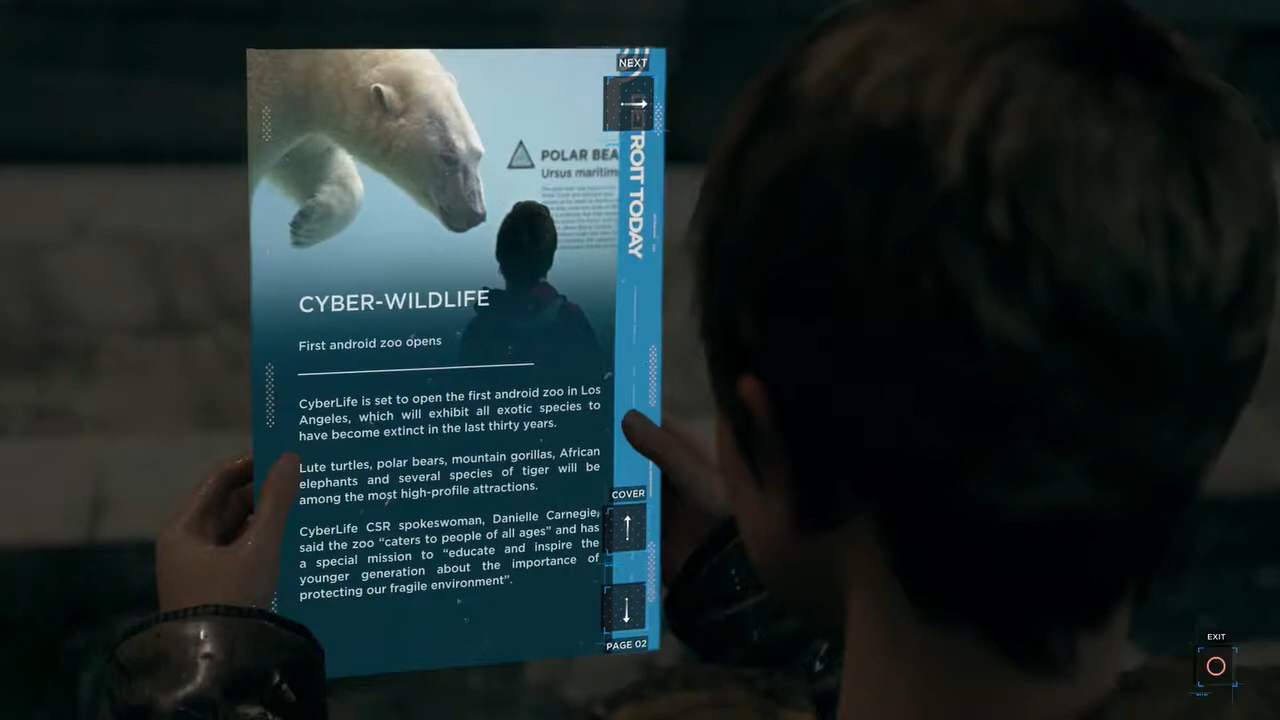 NEXT
POLAR BEA
Ursus maritim
ROIT TODAY
CYBER-WILDLIFE
First android zoo opens
CyberLife is set to open the first android zoo in Los
Angeles, which will exhibit all exotic species to
have become extinct in the last thirty years.
Lute turtles, polar bears, mountain gorillas, African
elephants and several species of tiger will be
among the most high-profile attractions.
CyberLife CSR spokeswoman, Danielle Carnegie,
said the zoo “caters to people of all ages” and has
a special mission to “educate and inspire the
younger generation about the importance of
protecting our fragile environment”.
COVER
PAGE 02
EXIT